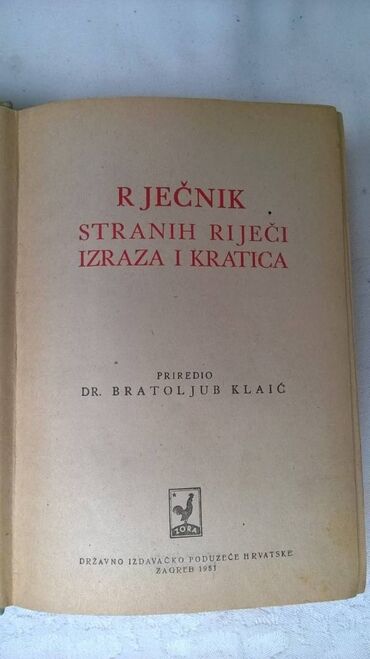 RJEČNIK
STRANIH RIJEČI
IZRAZA I KRATICA
PRIREDIO
DR. BRATOLJUB KLAIĆ
ZORA
DRŽAVNO IZDAVAČKO PODUZEĆE HRVATSKE
ZAGREB 1951